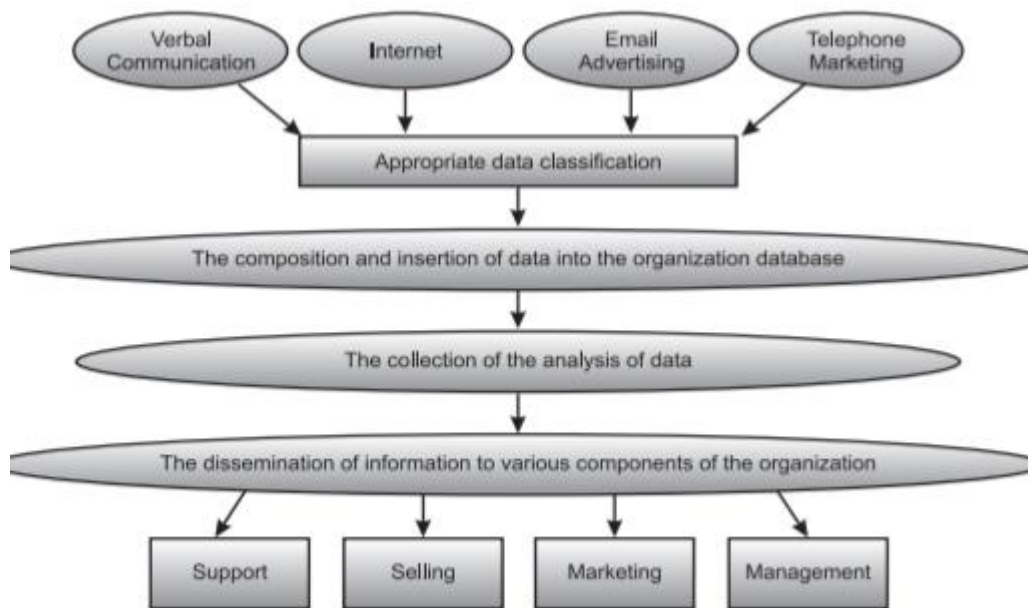 Verbal
Communication
Internet
Email
Advertising
Telephone
Marketing
Appropriate data classification
The composition and insertion of data into the organization database
The collection of the analysis of data
The dissemination of information to various components of the organization
Support
Selling
Marketing
Management